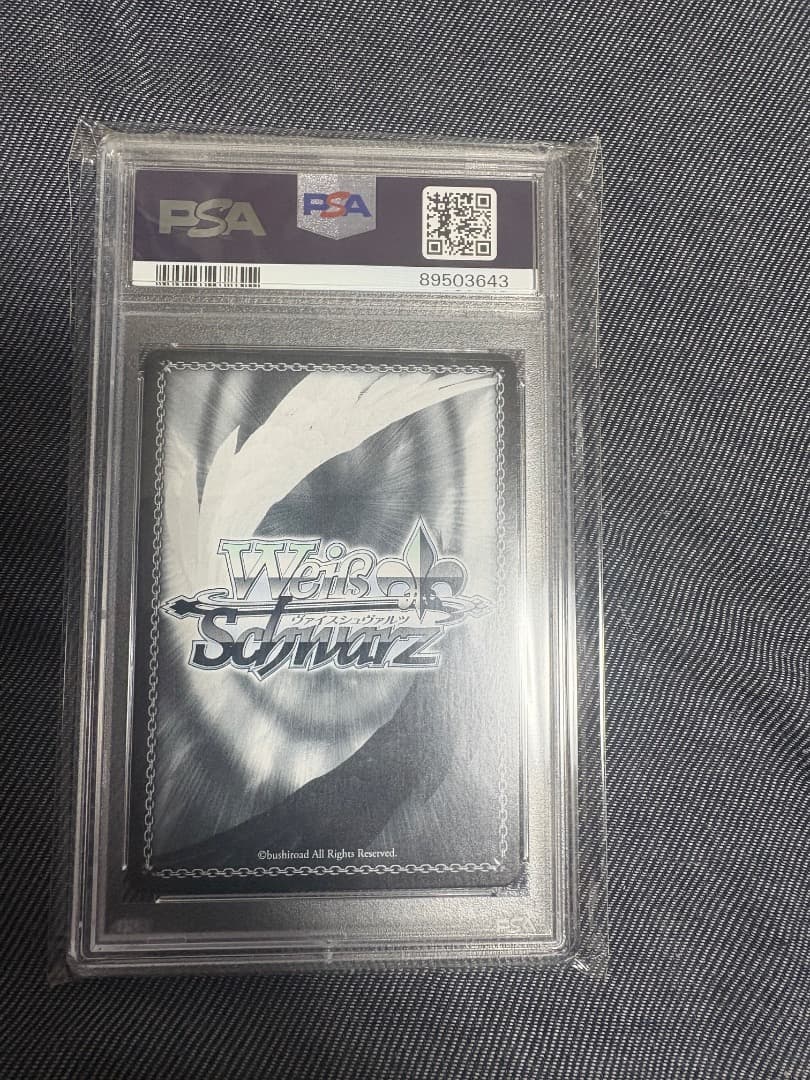 PSA
PSA
89503643
Weiß
ヴァイスシュヴァルツ
Schwarz
©bushiroad All Rights Reserved.
PSA